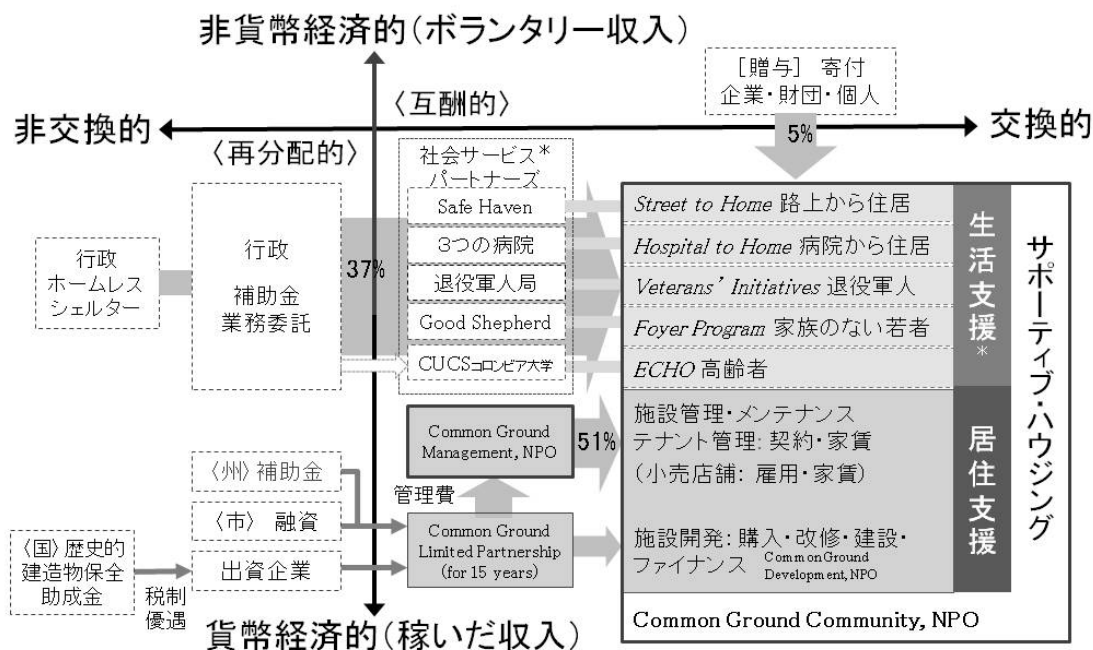 非貨幣経済的(ボランタリー収入)
[贈与] 寄付
企業・財団・個人
〈互酬的〉
非交換的
交換的
5%
〈再分配的〉
社会サービス*
パートナーズ
Safe Haven
3つの病院
退役軍人局
Good Shepherd
CUCSコロンビア大学
行政
ホームレス
シェルター
行政
補助金
業務委託
37%
Street to Home 路上から住居
Hospital to Home 病院から住居
Veterans’ Initiatives 退役軍人
Foyer Program 家族のない若者
ECHO 高齢者
生活支援*
サポーティブ・ハウジング
Common Ground
Management, NPO
51%
施設管理・メンテナンス
テナント管理: 契約・家賃
(小売店舗: 雇用・家賃)
居住支援
〈州〉補助金
管理費
〈市〉 融資
Common Ground
Limited Partnership
(for 15 years)
施設開発: 購入・改修・建設・
ファイナンス Common Ground
Development, NPO
〈国〉歴史的
建造物保全
助成金
税制
優遇
出資企業
貨幣経済的(稼いだ収入)
Common Ground Community, NPO